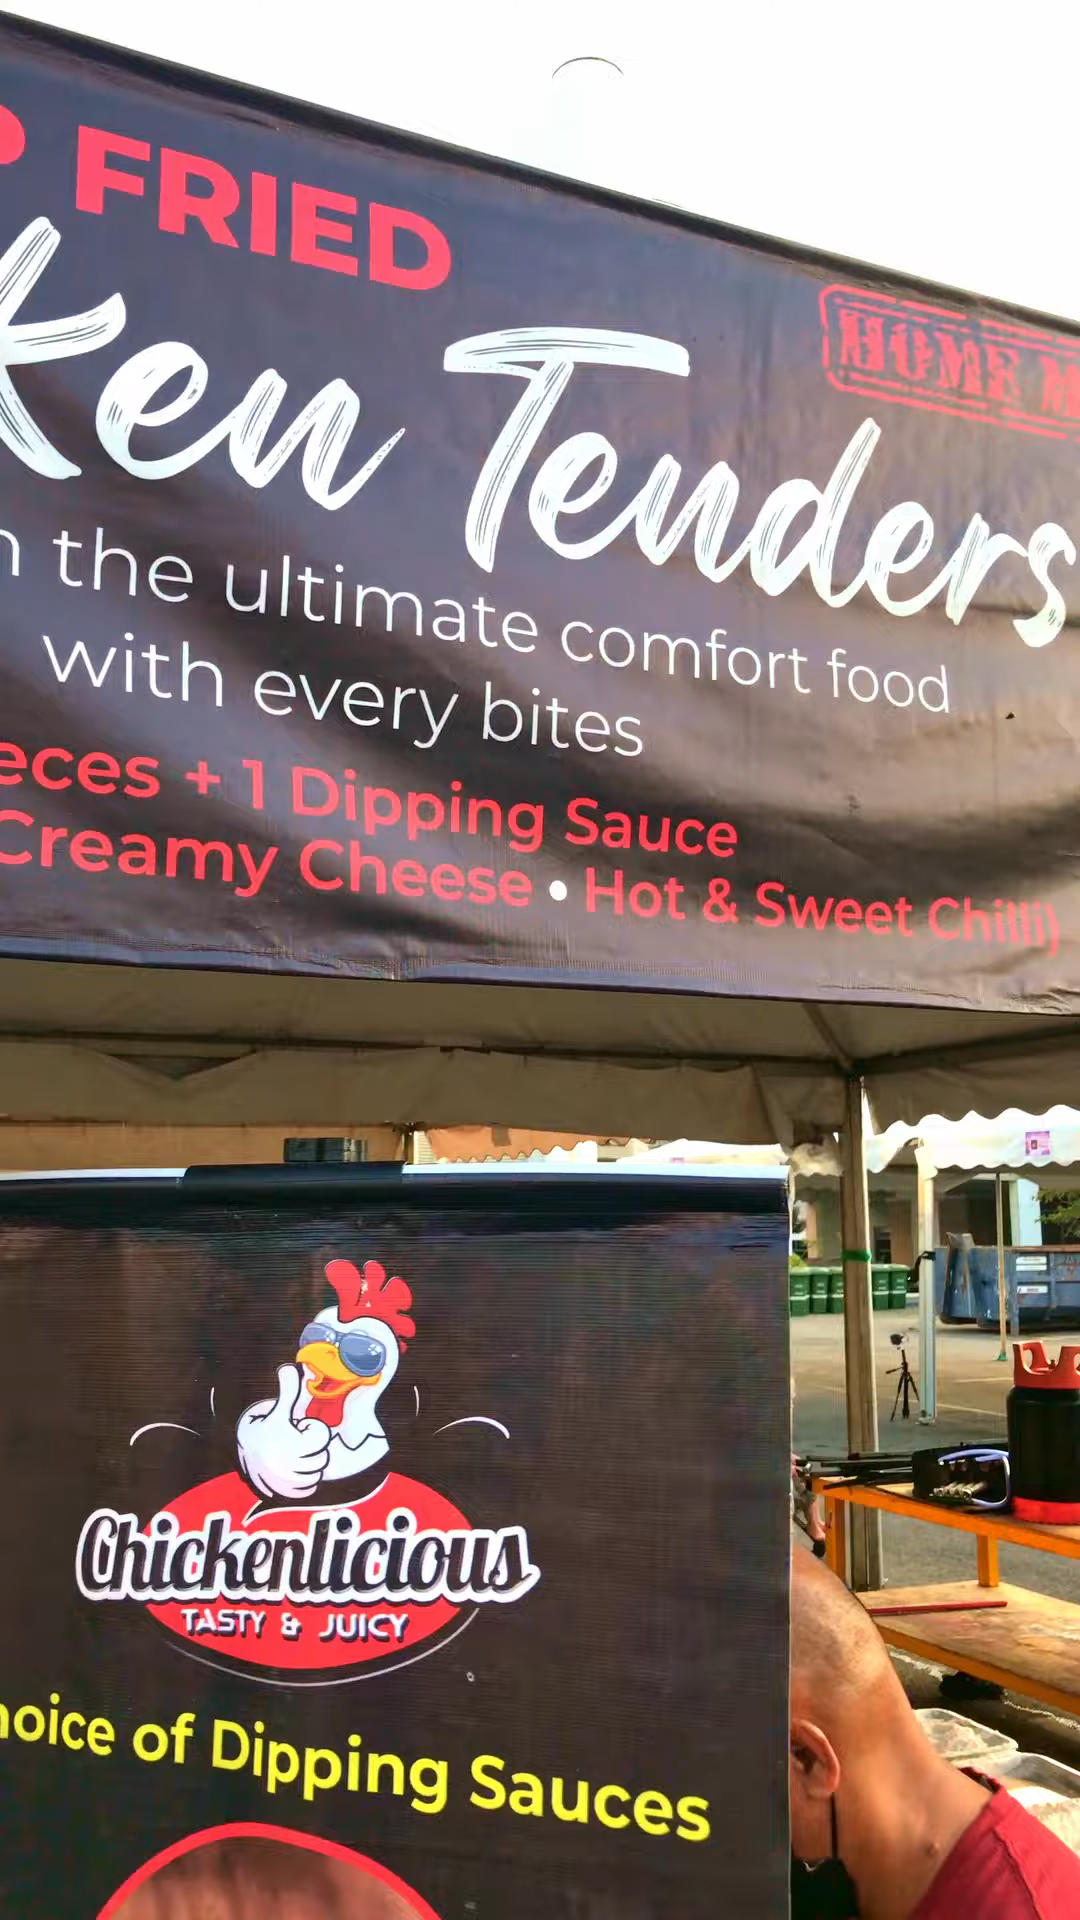 FRIED
ken Tenders
HOME M
the ultimate comfort food
with every bites
eces + 1 Dipping Sauce
Creamy Cheese • Hot & Sweet Chilli)
Chickenlicious
TASTY & JUICY
hoice of Dipping Sauces